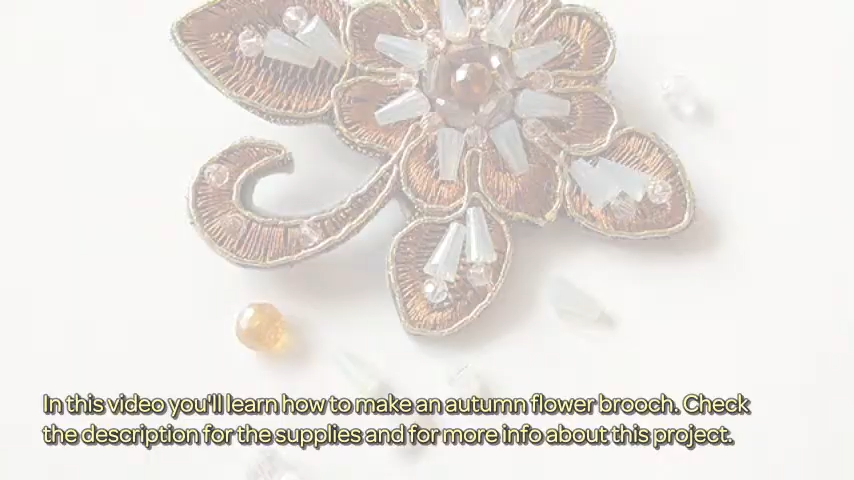 In this video you'll learn how to make an autumn flower brooch. Check
the description for the supplies and for more info about this project.